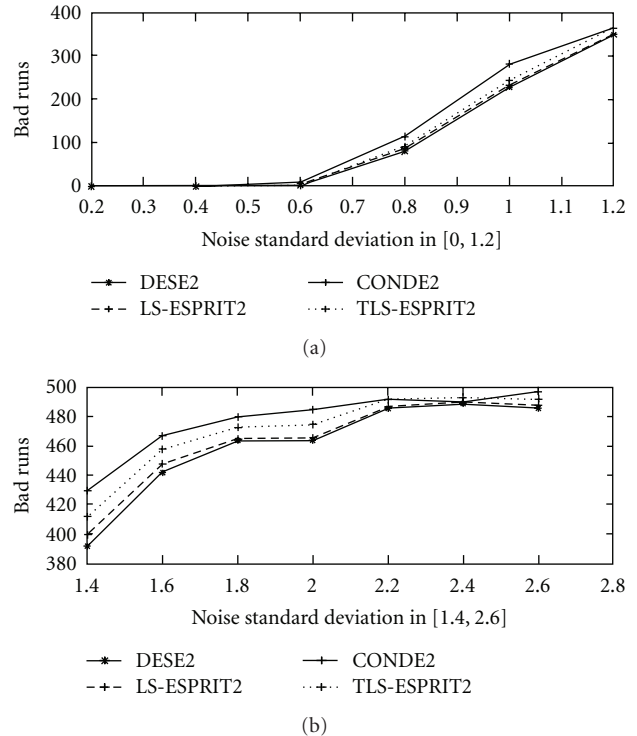 400
300
200
100
0
Bad runs
0.2 0.3 0.4 0.5 0.6 0.7 0.8 0.9 1 1.1 1.2
Noise standard deviation in [0, 1.2]
DESE2 CONDE2
LS-ESPRIT2 TLS-ESPRIT2
(a)
500
480
460
440
420
400
380
Bad runs
1.4 1.6 1.8 2 2.2 2.4 2.6 2.8
Noise standard deviation in [1.4, 2.6]
DESE2 CONDE2
LS-ESPRIT2 TLS-ESPRIT2
(b)